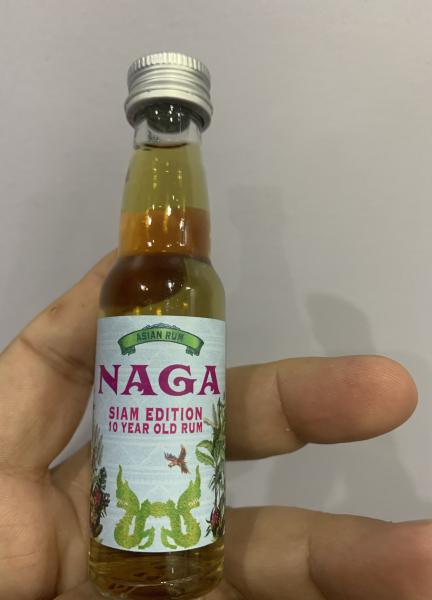 ASIAN RUM
NAGA
SIAM EDITION
10 YEAR OLD RUM